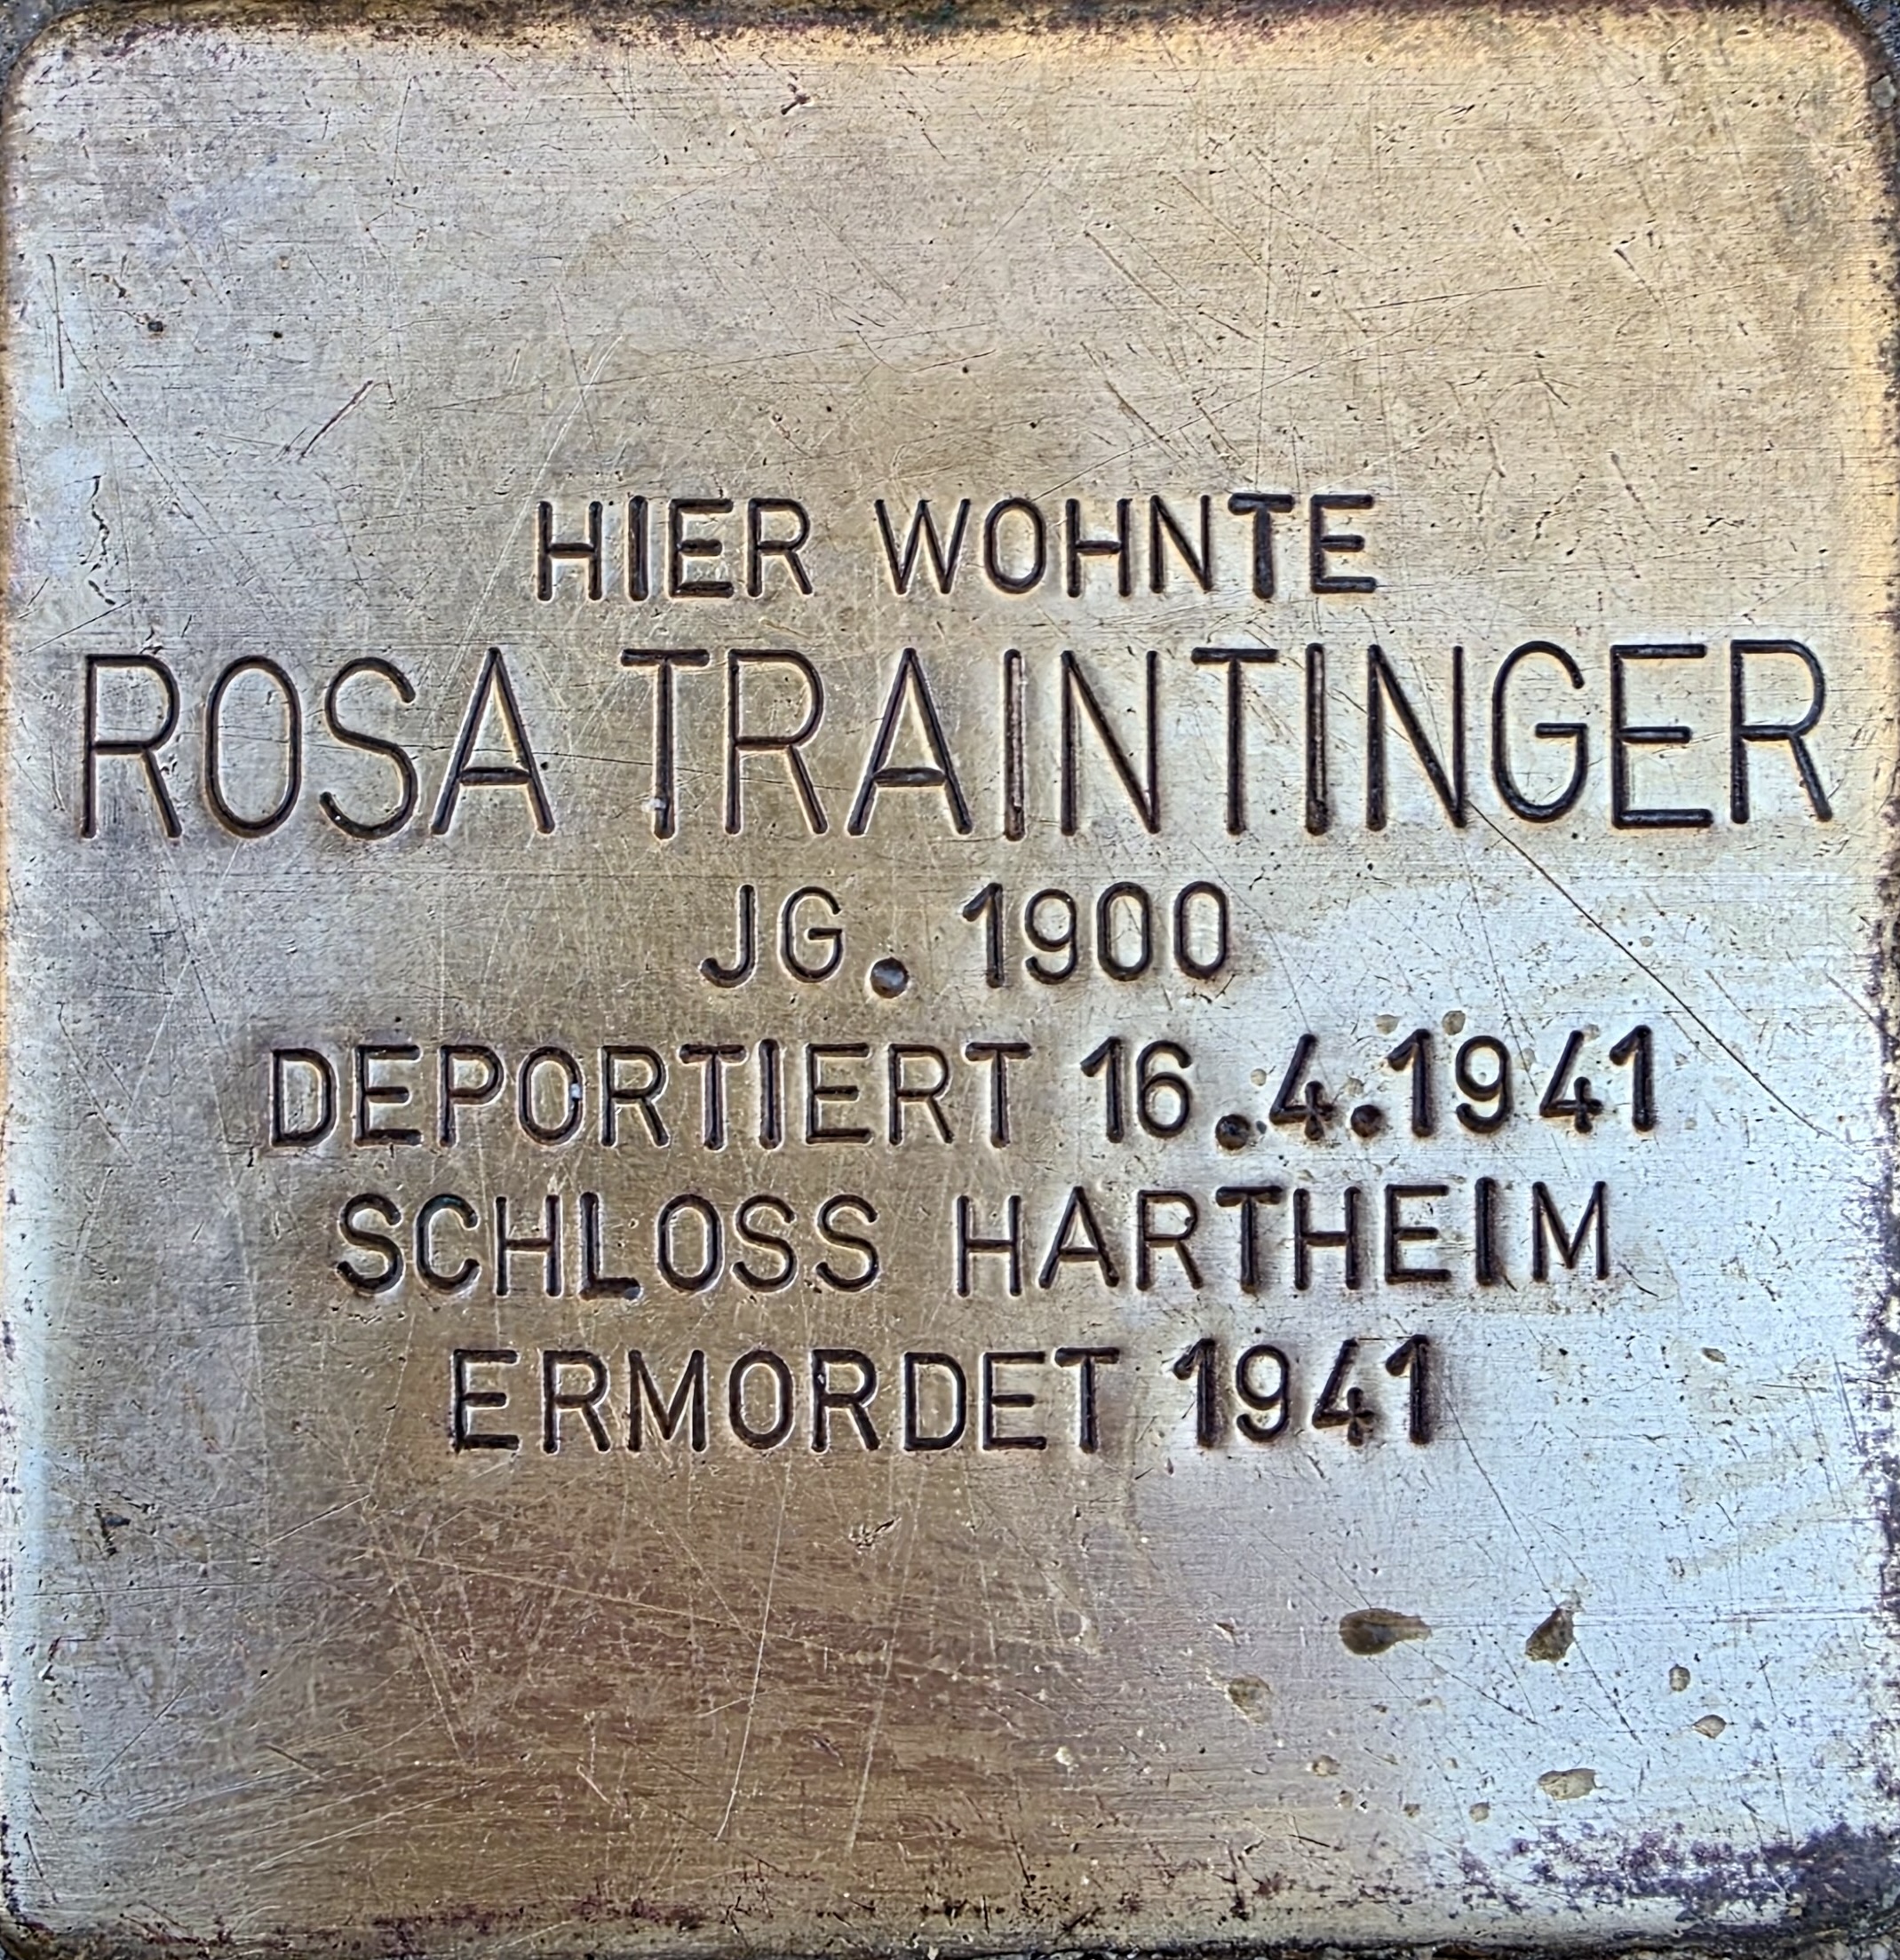 HIER WOHNTE
ROSA TRAINTINGER
JG. 1900
DEPORTIERT 16.4.1941
SCHLOSS HARTHEIM
ERMORDET 1941